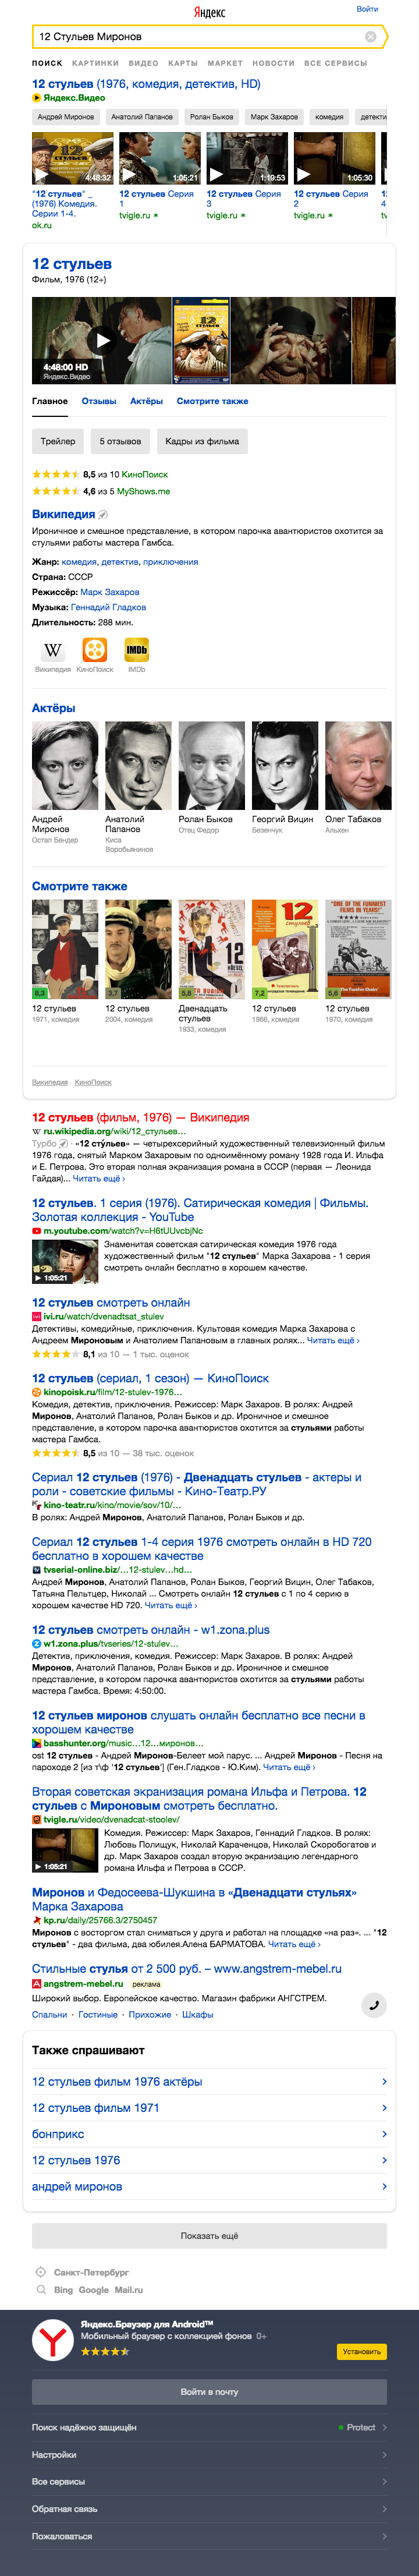 Яндекс
Войти
12 Стульев Миронов
ПОИСК КАРТИНКИ ВИДЕО КАРТЫ МАРКЕТ НОВОСТИ ВСЕ СЕРВИСЫ
12 стульев (1976, комедия, детектив, HD)
Яндекс.Видео
Андрей Миронов Анатолий Папанов Ролан Быков Марк Захаров комедия детекти
4:48:32 1:05:21 1:19:53 1:05:30
"12 стульев" _ (1976) Комедия. Серии 1-4.
ok.ru
12 стульев Серия 1
tvigle.ru
12 стульев Серия 3
tvigle.ru
12 стульев Серия 2
tvigle.ru
12 стульев
Фильм, 1976 (12+)
4:48:00 HD
Яндекс.Видео
12 стульев
Главное Отзывы Актёры Смотрите также
Трейлер 5 отзывов Кадры из фильма
8,5 из 10 КиноПоиск
4,6 из 5 MyShows.me
Википедия
Ироничное и смешное представление, в котором парочка авантюристов охотится за
стульями работы мастера Гамбса.
Жанр: комедия, детектив, приключения
Страна: СССР
Режиссёр: Марк Захаров
Музыка: Геннадий Гладков
Длительность: 288 мин.
W IMDb
Википедия КиноПоиск IMDb
Актёры
Андрей Миронов
Остап Бендер
Анатолий Папанов
Киса Воробьянинов
Ролан Быков
Отец Федор
Георгий Вицин
Безенчук
Олег Табаков
Альхен
Смотрите также
8,3
12 стульев
1971, комедия
3,7
12 стульев
2004, комедия
5,8
Двенадцать стульев
1933, комедия
7,2
12 стульев
1966, комедия
"ONE OF THE FUNNIEST FILMS IN YEARS!"
5,6
12 стульев
1970, комедия
Википедия КиноПоиск
12 стульев (фильм, 1976) — Википедия
W ru.wikipedia.org/wiki/12_стульев…
Турбо · «12 сту́льев» — четырехсерийный художественный телевизионный фильм
1976 года, снятый Марком Захаровым по одноимённому роману 1928 года И. Ильфа
и Е. Петрова. Это вторая полная экранизация романа в СССР (первая — Леонида
Гайдая)... Читать ещё ›
12 стульев. 1 серия (1976). Сатирическая комедия | Фильмы.
Золотая коллекция - YouTube
m.youtube.com/watch?v=H6tUUvcbjNc
1:05:21
Знаменитая советская сатирическая комедия 1976 года
художественный фильм "12 стульев" Марка Захарова - 1 серия
смотреть онлайн бесплатно в хорошем качестве.
12 стульев смотреть онлайн
ivi.ru/watch/dvenadtsat_stulev
Детективы, комедийные, приключения. Культовая комедия Марка Захарова с
Андреем Мироновым и Анатолием Папановым в главных ролях... Читать ещё ›
8,1 из 10 — 1 тыс. оценок
12 стульев (сериал, 1 сезон) — КиноПоиск
kinopoisk.ru/film/12-stulev-1976…
Комедия, детектив, приключения. Режиссер: Марк Захаров. В ролях: Андрей
Миронов, Анатолий Папанов, Ролан Быков и др. Ироничное и смешное
представление, в котором парочка авантюристов охотится за стульями работы
мастера Гамбса.
8,5 из 10 — 38 тыс. оценок
Сериал 12 стульев (1976) - Двенадцать стульев - актеры и
роли - советские фильмы - Кино-Театр.РУ
kino-teatr.ru/kino/movie/sov/10/…
В ролях: Андрей Миронов, Анатолий Папанов, Ролан Быков и др.
Сериал 12 стульев 1-4 серия 1976 смотреть онлайн в HD 720
бесплатно в хорошем качестве
tvserial-online.biz/…12-stulev…hd…
Андрей Миронов, Анатолий Папанов, Ролан Быков, Георгий Вицин, Олег Табаков,
Татьяна Пельтцер, Николай ... Смотреть онлайн 12 стульев с 1 по 4 серию в
хорошем качестве HD 720. Читать ещё ›
12 стульев смотреть онлайн - w1.zona.plus
w1.zona.plus/tvseries/12-stulev…
Детектив, приключения, комедия. Режиссер: Марк Захаров. В ролях: Андрей
Миронов, Анатолий Папанов, Ролан Быков и др. Ироничное и смешное
представление, в котором парочка авантюристов охотится за стульями работы
мастера Гамбса. Время: 4:50:00.
12 стульев миронов слушать онлайн бесплатно все песни в
хорошем качестве
basshunter.org/music…12…миронов…
ost 12 стульев - Андрей Миронов-Белеет мой парус. ... Андрей Миронов - Песня на
пароходе 2 [из т\ф '12 стульев'] (Ген.Гладков - Ю.Ким). Читать ещё ›
Вторая советская экранизация романа Ильфа и Петрова. 12
стульев с Мироновым смотреть бесплатно.
tvigle.ru/video/dvenadcat-stoolev/
1:05:21
Комедия. Режиссер: Марк Захаров, Геннадий Гладков. В ролях:
Любовь Полищук, Николай Караченцов, Николай Скоробогатов и
др. Марк Захаров создал вторую экранизацию легендарного
романа Ильфа и Петрова в СССР.
Миронов и Федосеева-Шукшина в «Двенадцати стульях»
Марка Захарова
kp.ru/daily/25766.3/2750457
Миронов с восторгом стал сниматься у друга и работал на площадке «на раз». ... "12
стульев" - два фильма, два юбилея.Алена БАРМАТОВА. Читать ещё ›
Стильные стулья от 2 500 руб. – www.angstrem-mebel.ru
angstrem-mebel.ru реклама
Широкий выбор. Европейское качество. Магазин фабрики АНГСТРЕМ.
Спальни · Гостиные · Прихожие · Шкафы
Также спрашивают
12 стульев фильм 1976 актёры
12 стульев фильм 1971
бонприкс
12 стульев 1976
андрей миронов
Показать ещё
Санкт-Петербург
Bing Google Mail.ru
Яндекс.Браузер для Android™
Мобильный браузер с коллекцией фонов 0+
Установить
Войти в почту
Поиск надёжно защищён Protect
Настройки
Все сервисы
Обратная связь
Пожаловаться